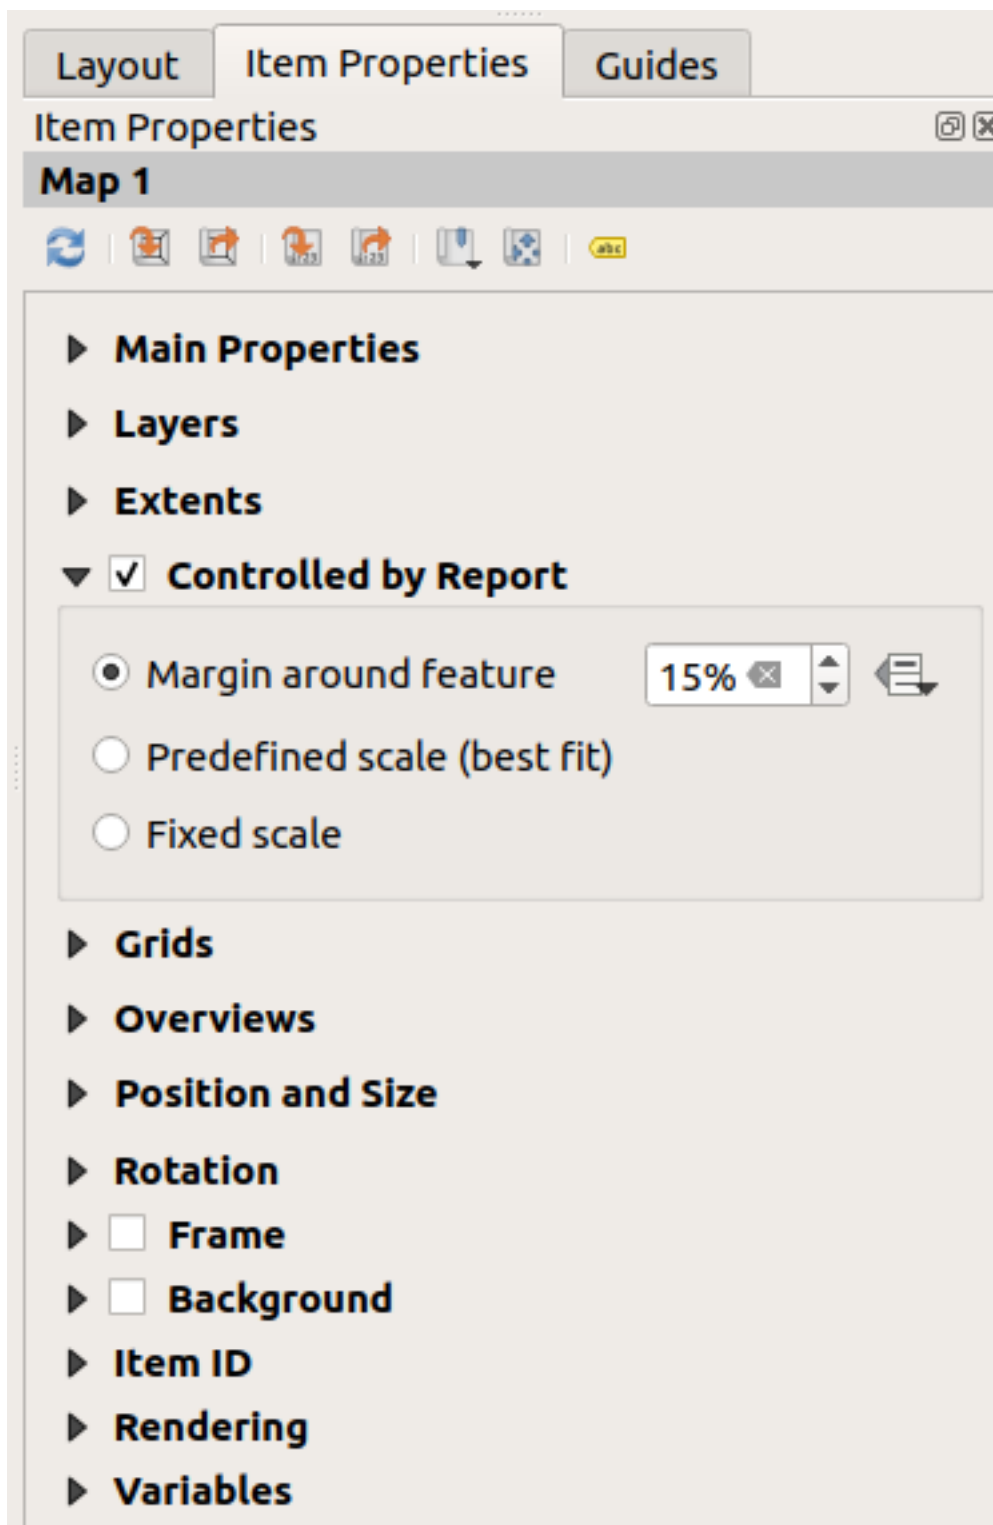 Layout Item Properties Guides
Item Properties
Map 1
abc
Main Properties
Layers
Extents
Controlled by Report
Margin around feature 15%
Predefined scale (best fit)
Fixed scale
Grids
Overviews
Position and Size
Rotation
Frame
Background
Item ID
Rendering
Variables